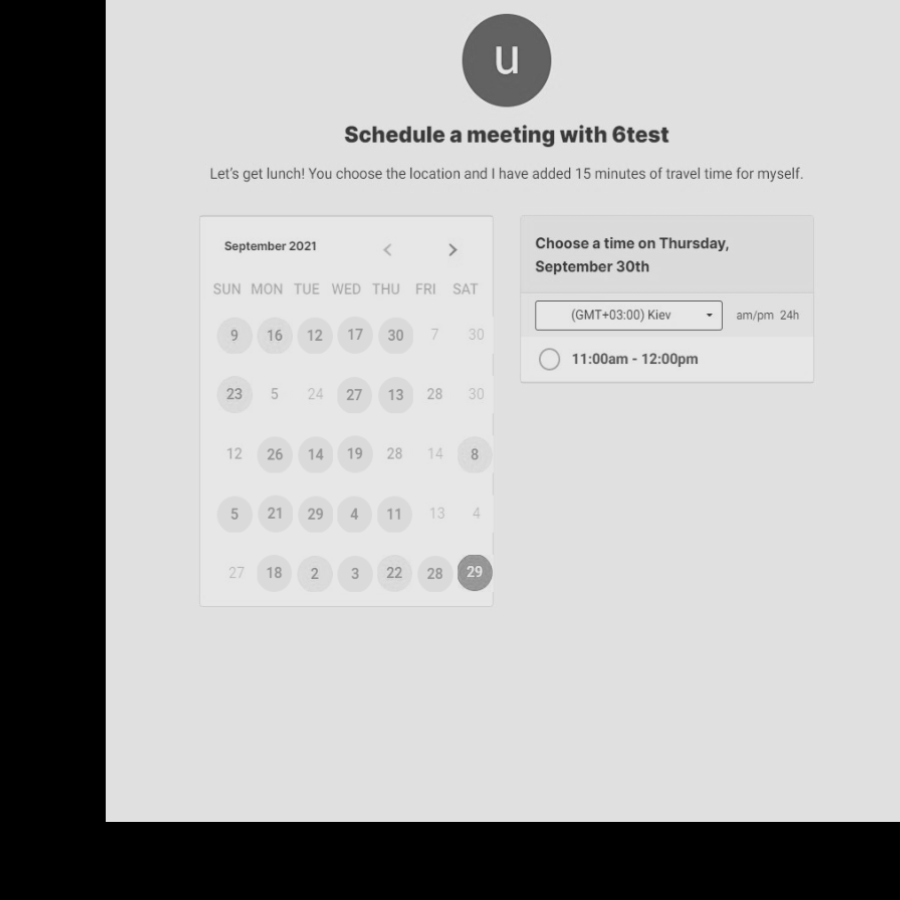 u
Schedule a meeting with 6test
Let's get lunch! You choose the location and I have added 15 minutes of travel time for myself.
September 2021
SUN MON TUE WED THU FRI SAT
9 16 12 17 30 7 30
23 5 24 27 13 28 30
12 26 14 19 28 14 8
5 21 29 4 11 13 4
27 18 2 3 22 28 29
Choose a time on Thursday,
September 30th
(GMT+03:00) Kiev am/pm 24h
11:00am - 12:00pm